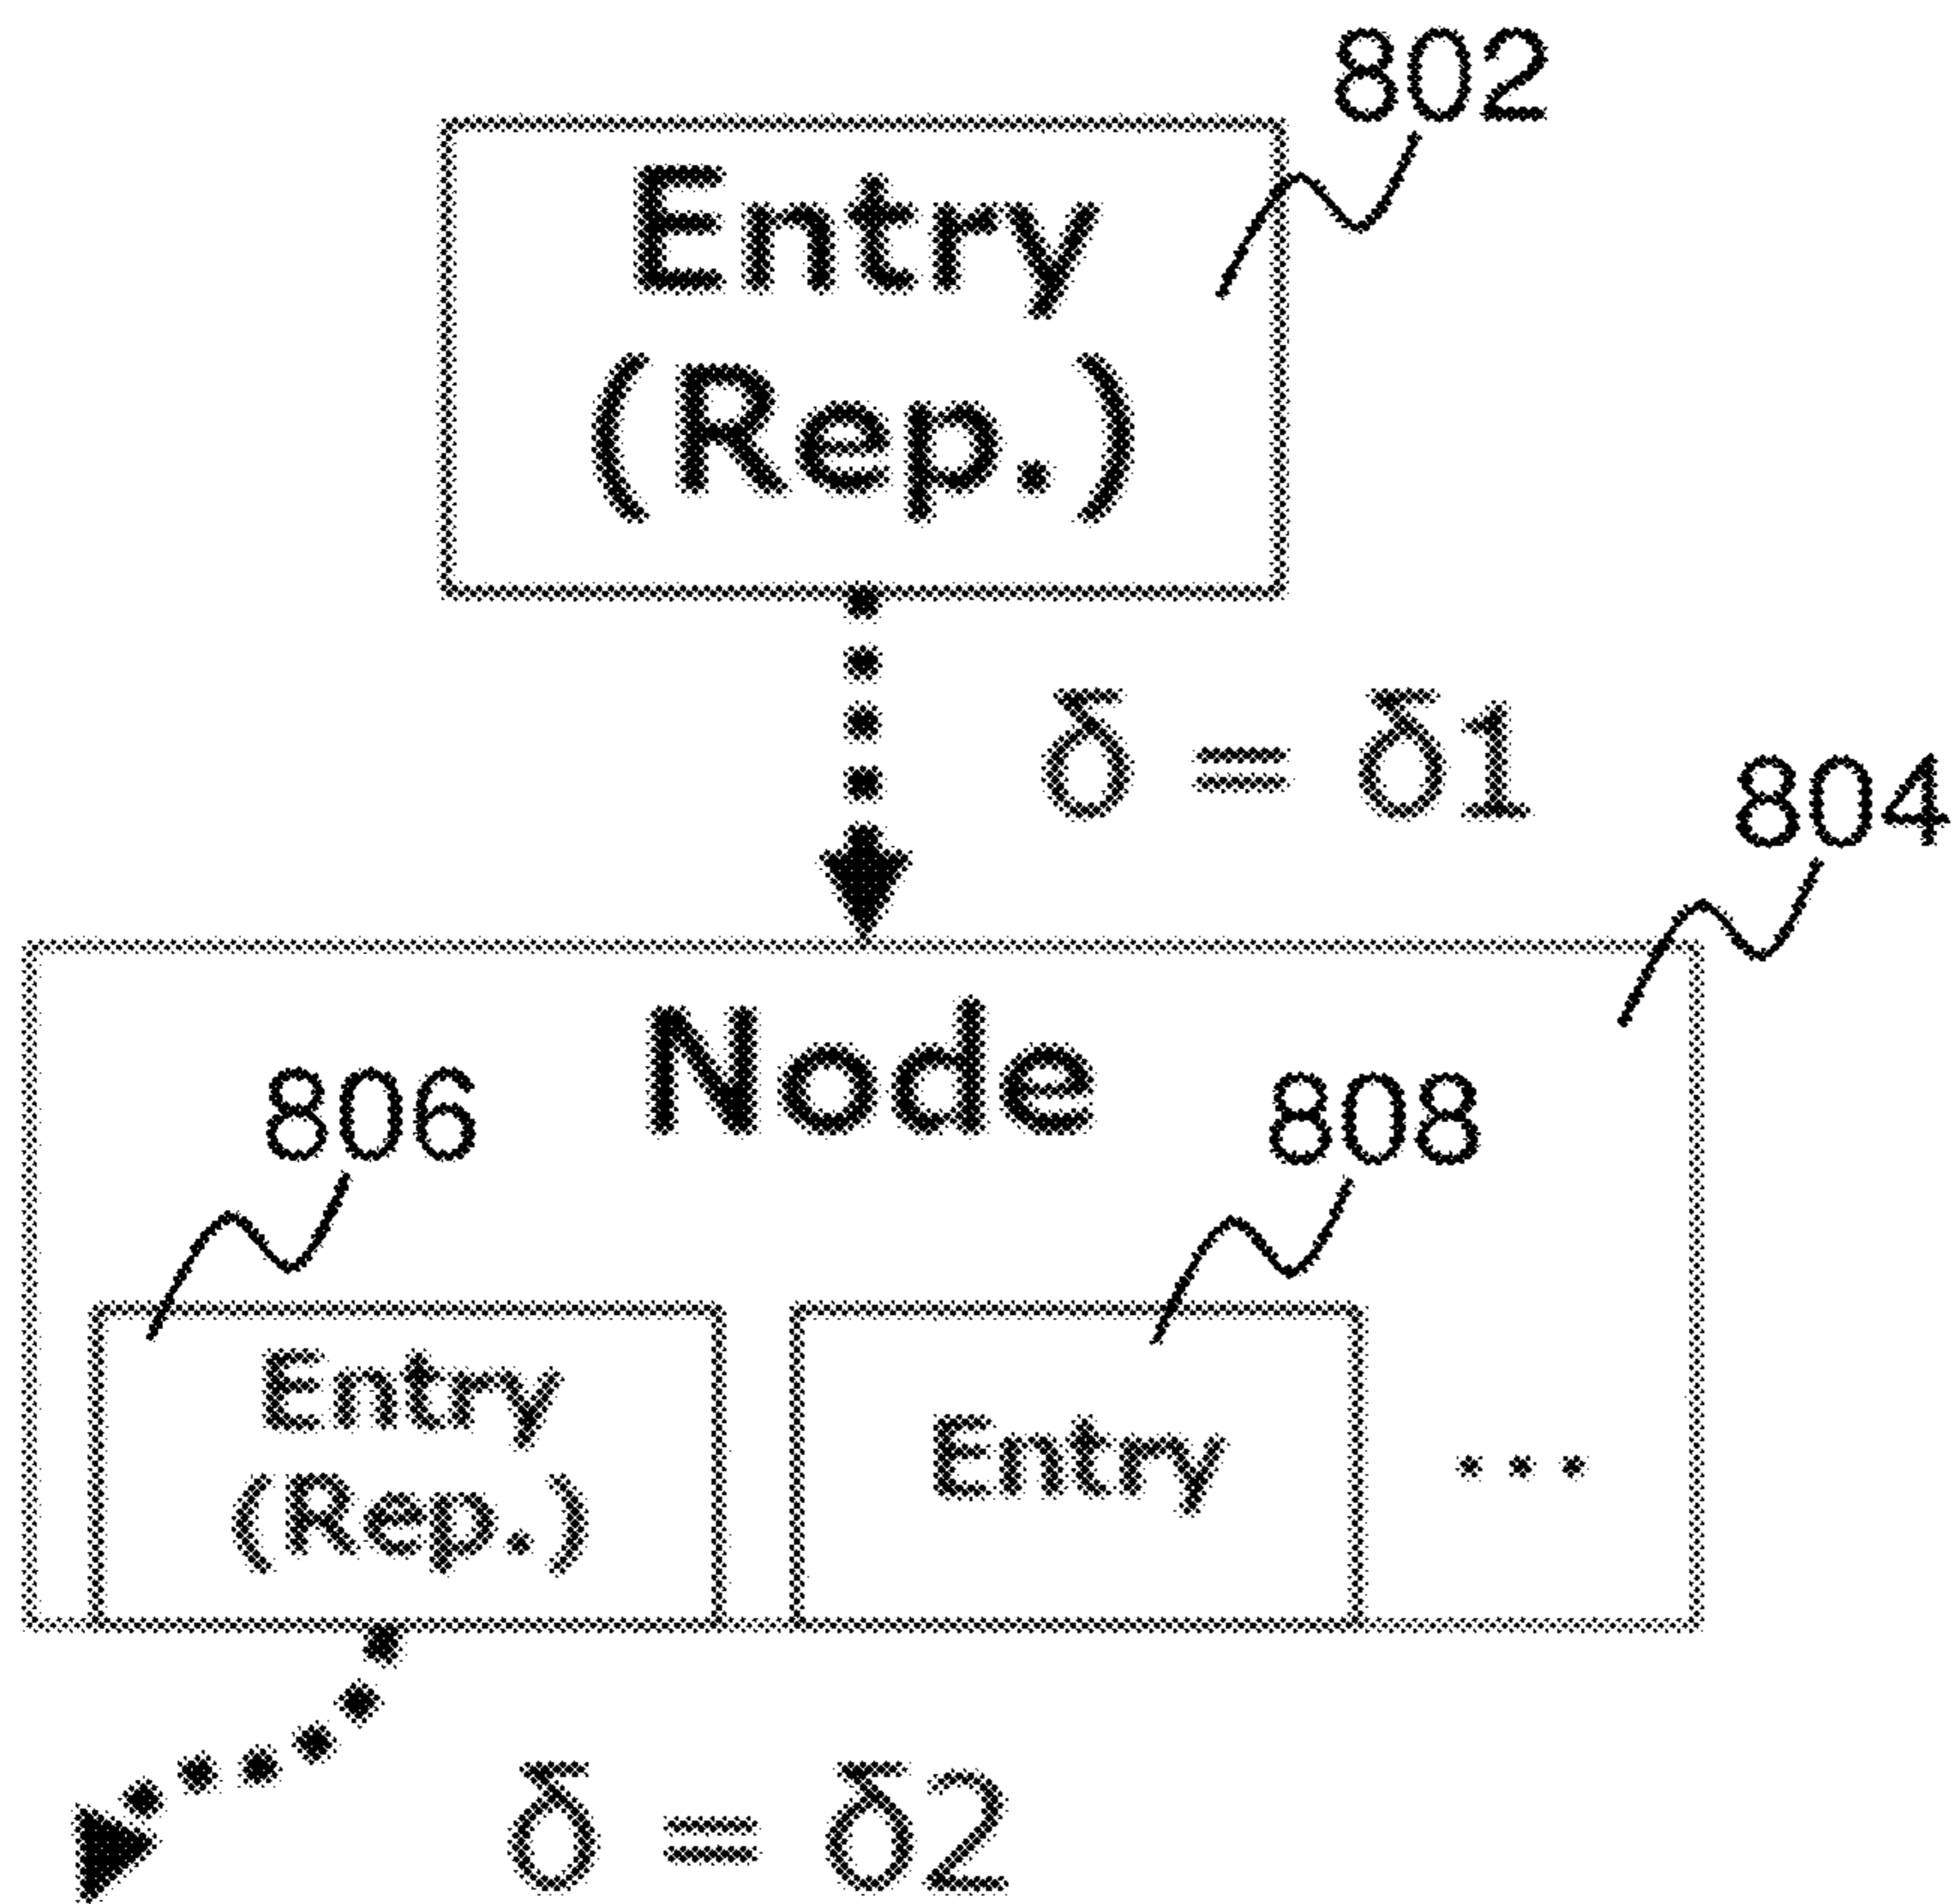 802
Entry
(Rep.)
δ = δ1
804
Node
806
808
Entry
(Rep.)
Entry
...
δ = δ2